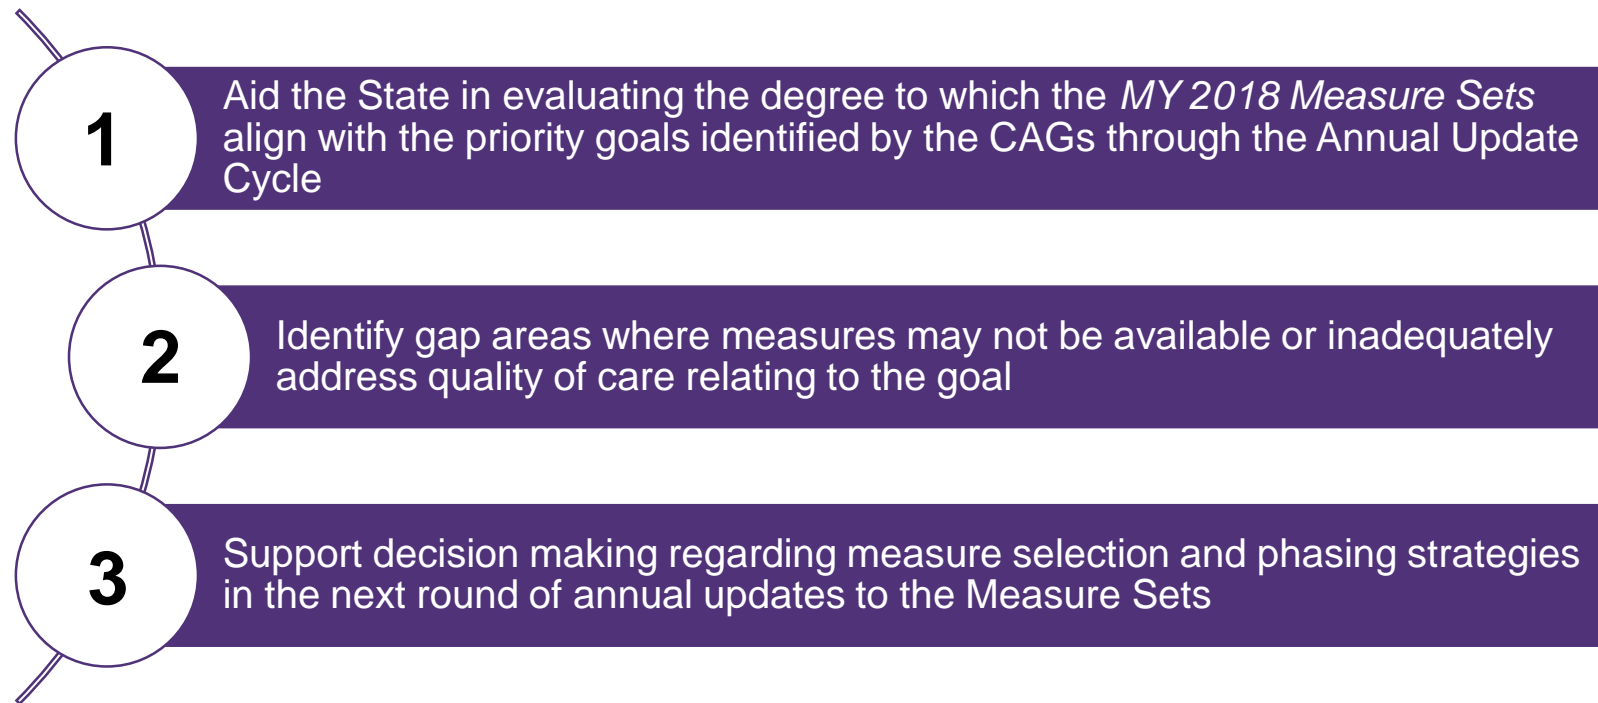 1
Aid the State in evaluating the degree to which the MY 2018 Measure Sets
align with the priority goals identified by the CAGs through the Annual Update
Cycle
2
Identify gap areas where measures may not be available or inadequately
address quality of care relating to the goal
3
Support decision making regarding measure selection and phasing strategies
in the next round of annual updates to the Measure Sets